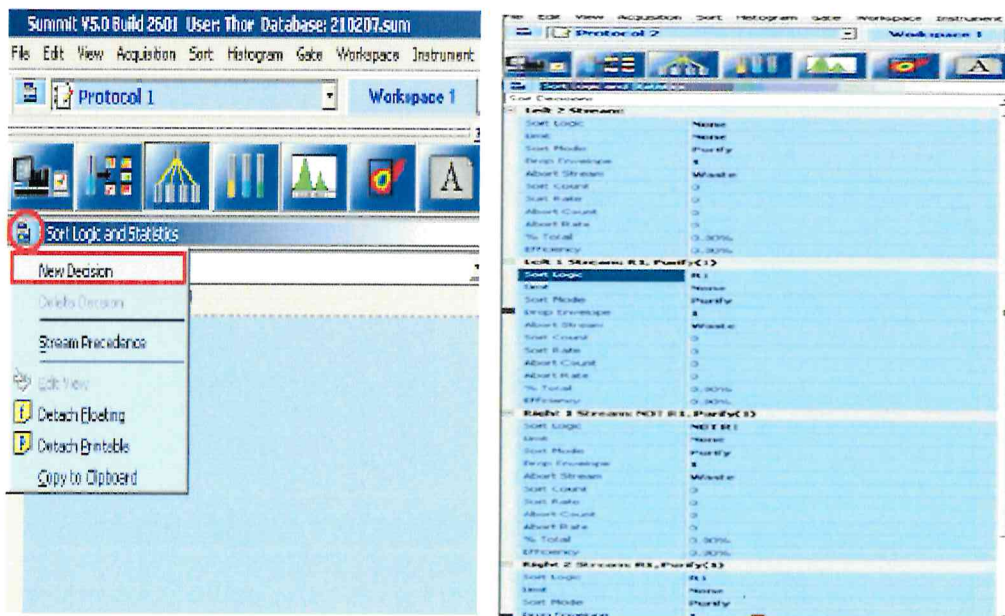 Summit V5.0 Build 2601 User: Thor Database: 210207.sum
File Edit View Acquisition Sort Histogram Gate Workspace Instrument
Protocol 1
Workspace 1
A
Sort Logic and Statistics
New Decision
Delete Decision
Stream Precedence
Edit View
Detach Floating
Detach Printable
Copy to Clipboard
File Edit View Acquisition Sort Histogram Gate Workspace Instrument
Protocol 2
Workspace 1
A
Sort Logic and Statistics
Sort Decisions
Left 2 Stream:
Sort Logic None
Limit None
Sort Mode Purify
Drop Envelope 1
Abort Stream Waste
Sort Count 0
Sort Rate 0
Abort Count 0
Abort Rate 0
% Total 0.00%
Efficiency 0.00%
Left 1 Stream: R1, Purify(1)
Sort Logic R1
Limit None
Sort Mode Purify
Drop Envelope 1
Abort Stream Waste
Sort Count 0
Sort Rate 0
Abort Count 0
Abort Rate 0
% Total 0.00%
Efficiency 0.00%
Right 1 Stream: NOT R1, Purify(1)
Sort Logic NOT R1
Limit None
Sort Mode Purify
Drop Envelope 1
Abort Stream Waste
Sort Count 0
Sort Rate 0
Abort Count 0
Abort Rate 0
% Total 0.00%
Efficiency 0.00%
Right 2 Stream: R1, Purify(1)
Sort Logic R1
Limit None
Sort Mode Purify
Drop Envelope 1